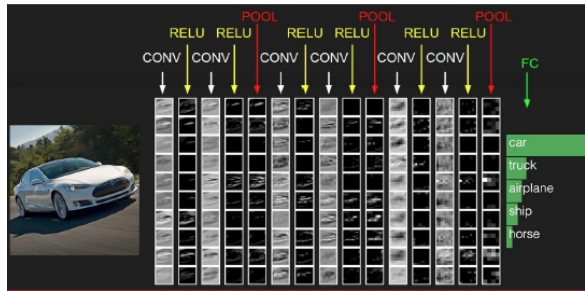 POOL POOL POOL
RELU RELU RELU RELU RELU RELU
CONV CONV CONV CONV CONV CONV
FC
car
truck
airplane
ship
horse